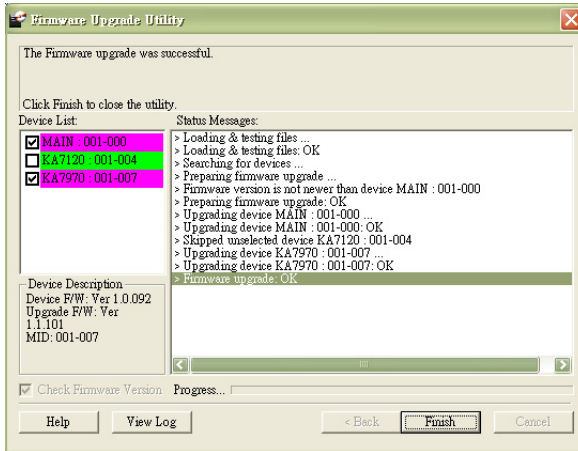 Firmware Upgrade Utility
The Firmware upgrade was successful.
Click Finish to close the utility.
Device List:
MAIN : 001-000
KA7120 : 001-004
KA7970 : 001-007
Status Messages:
> Loading & testing files ...
> Loading & testing files: OK
> Searching for devices ...
> Preparing firmware upgrade ...
> Firmware version is not newer than device MAIN : 001-000
> Preparing firmware upgrade: OK
> Upgrading device MAIN : 001-000 ...
> Upgrading device MAIN : 001-000: OK
> Skipped unselected device KA7120 : 001-004
> Upgrading device KA7970 : 001-007 ...
> Upgrading device KA7970 : 001-007: OK
> Firmware upgrade: OK
Device Description
Device F/W: Ver 1.0.092
Upgrade F/W: Ver
1.1.101
MID: 001-007
Check Firmware Version
Progress...
Help
View Log
< Back
Finish
Cancel